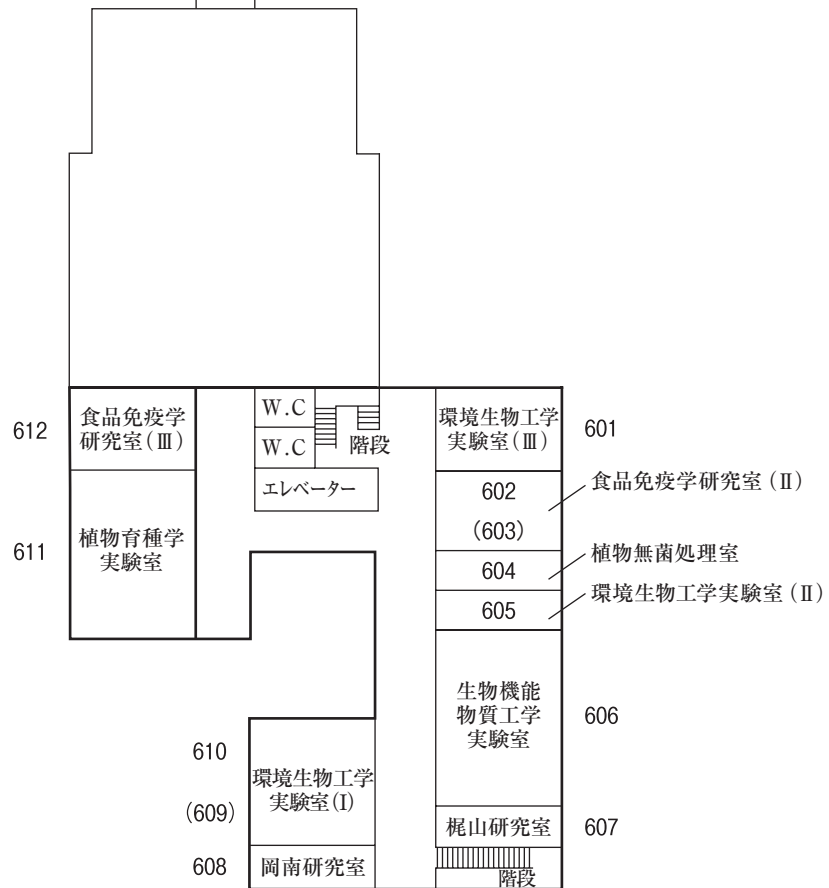 612
食品免疫学
研究室(Ⅲ)
W.C
W.C
階段
エレベーター
環境生物工学
実験室(Ⅲ)
601
602
(603)
食品免疫学研究室(Ⅱ)
611
植物育種学
実験室
604
植物無菌処理室
605
環境生物工学実験室(Ⅱ)
生物機能
物質工学
実験室
606
610
(609)
環境生物工学
実験室(I)
梶山研究室
607
608
岡南研究室
階段